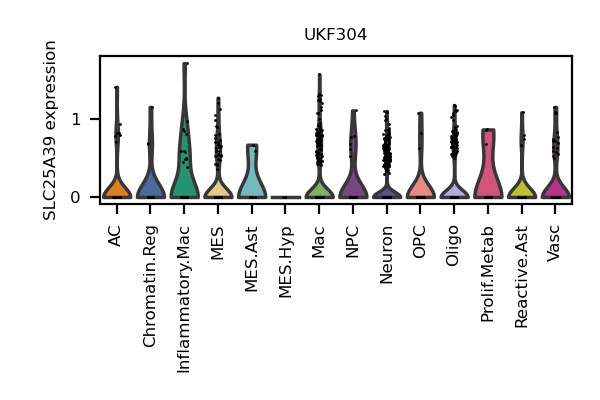 UKF304
SLC25A39 expression
1
0
AC
Chromatin.Reg
Inflammatory.Mac
MES
MES.Ast
MES.Hyp
Mac
NPC
Neuron
OPC
Oligo
Prolif.Metab
Reactive.Ast
Vasc